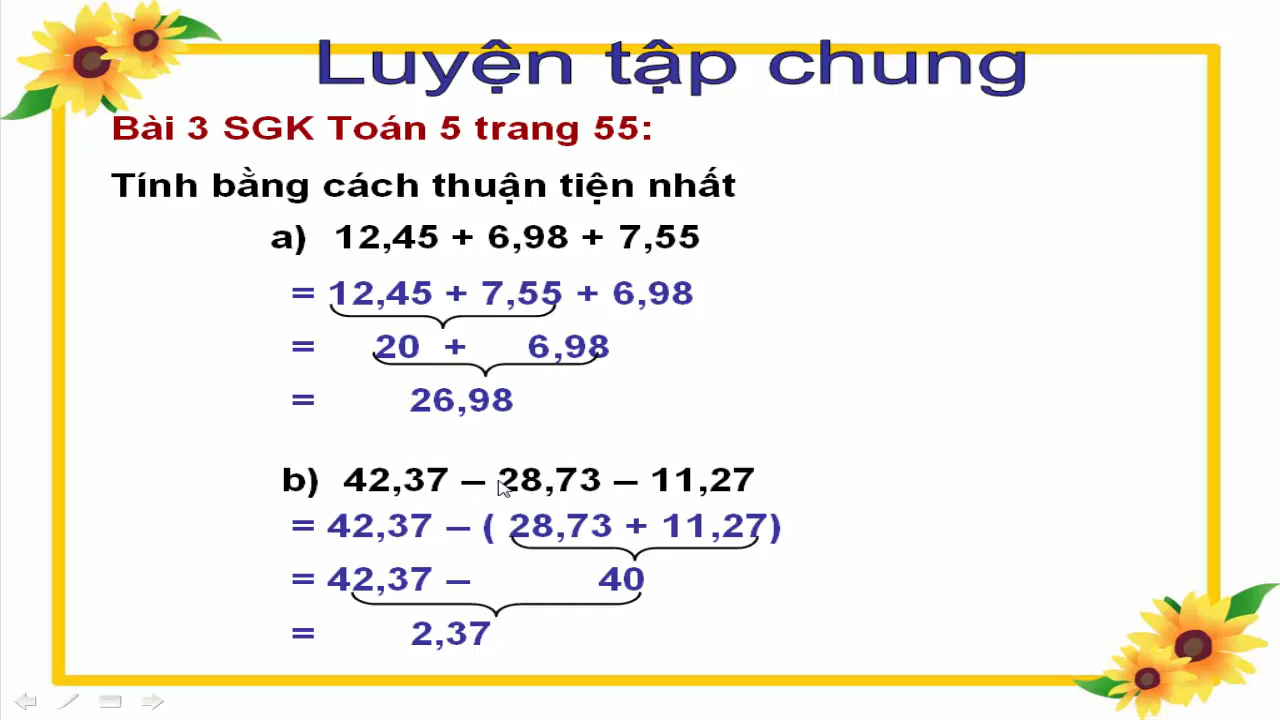 Luyện tập chung
Bài 3 SGK Toán 5 trang 55:
Tính bằng cách thuận tiện nhất
a) 12,45 + 6,98 + 7,55
= 12,45 + 7,55 + 6,98
= 20 + 6,98
= 26,98
b) 42,37 – 28,73 – 11,27
= 42,37 – ( 28,73 + 11,27)
= 42,37 – 40
= 2,37